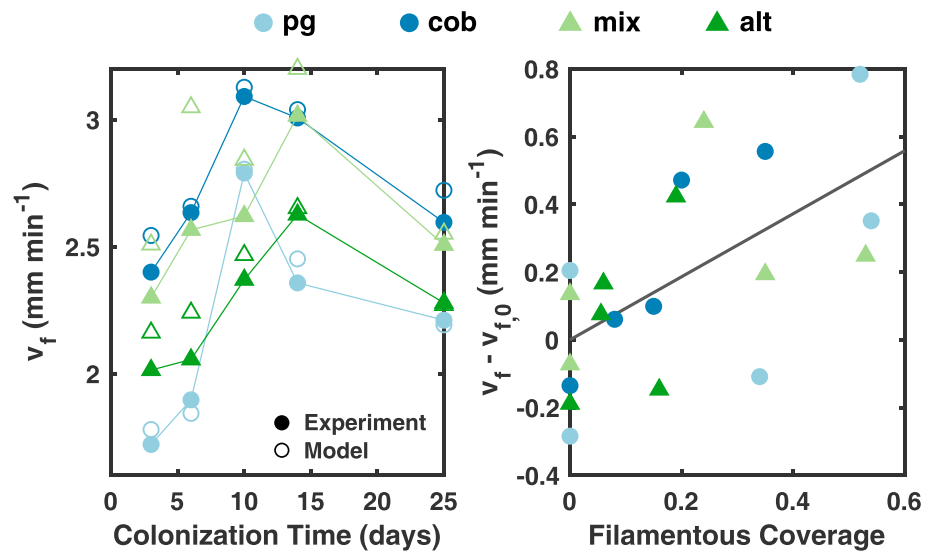 pg cob mix alt
3
2.5
2
v_f (mm min^-1)
Experiment
Model
0 5 10 15 20 25
Colonization Time (days)
0.8
0.6
0.4
0.2
0
-0.2
-0.4
v_f - v_f,0 (mm min^-1)
0 0.2 0.4 0.6
Filamentous Coverage